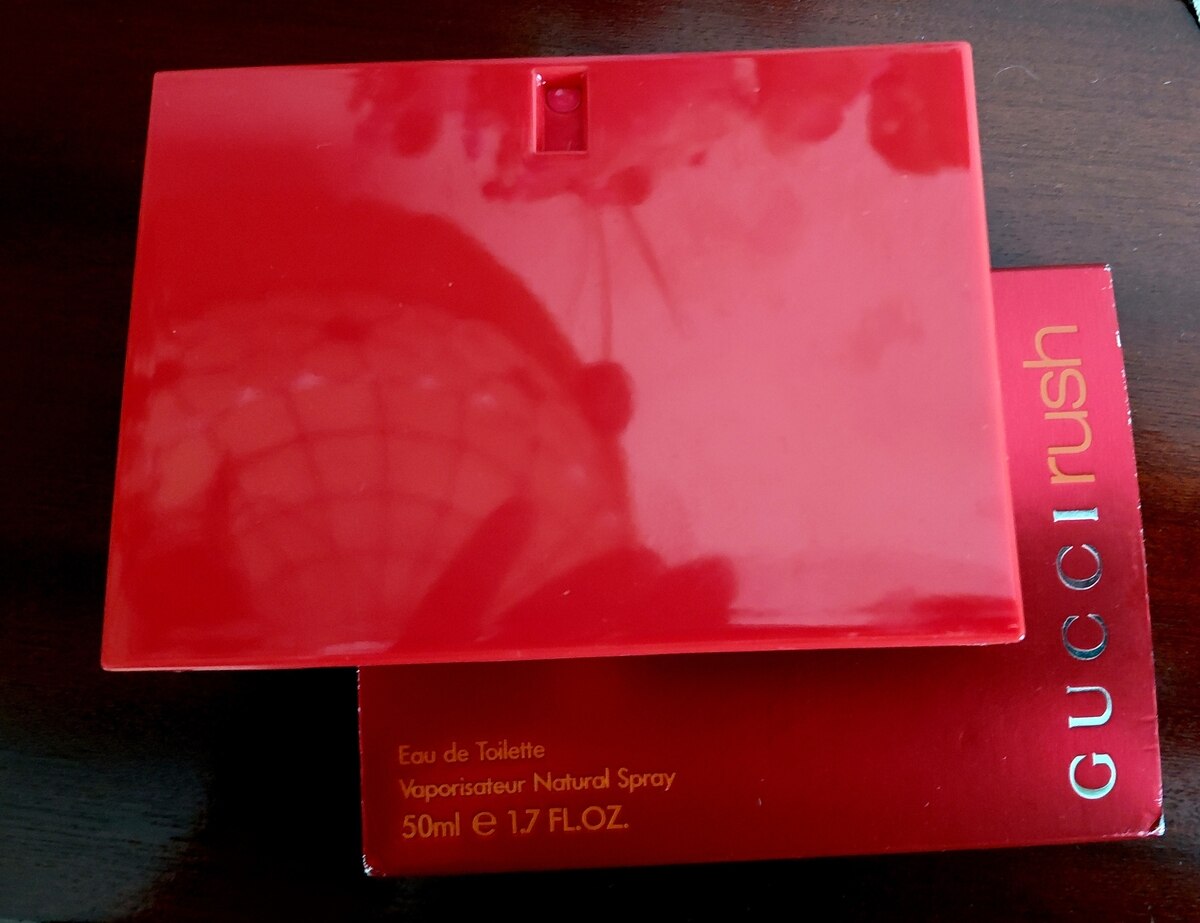 GUCCI rush
Eau de Toilette
Vaporisateur Natural Spray
50ml e 1.7 FL.OZ.